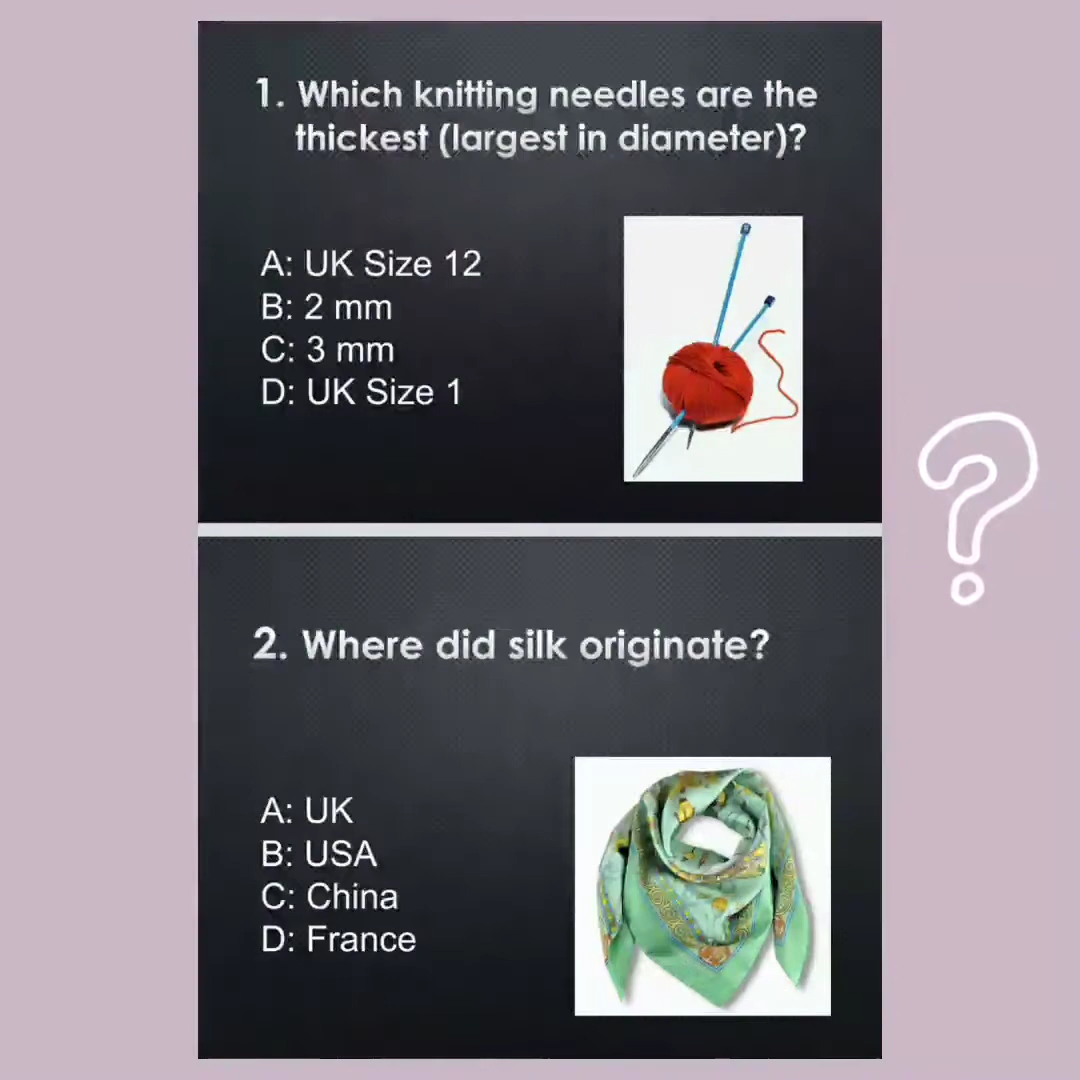 1. Which knitting needles are the
thickest (largest in diameter)?
A: UK Size 12
B: 2 mm
C: 3 mm
D: UK Size 1
?
2. Where did silk originate?
A: UK
B: USA
C: China
D: France